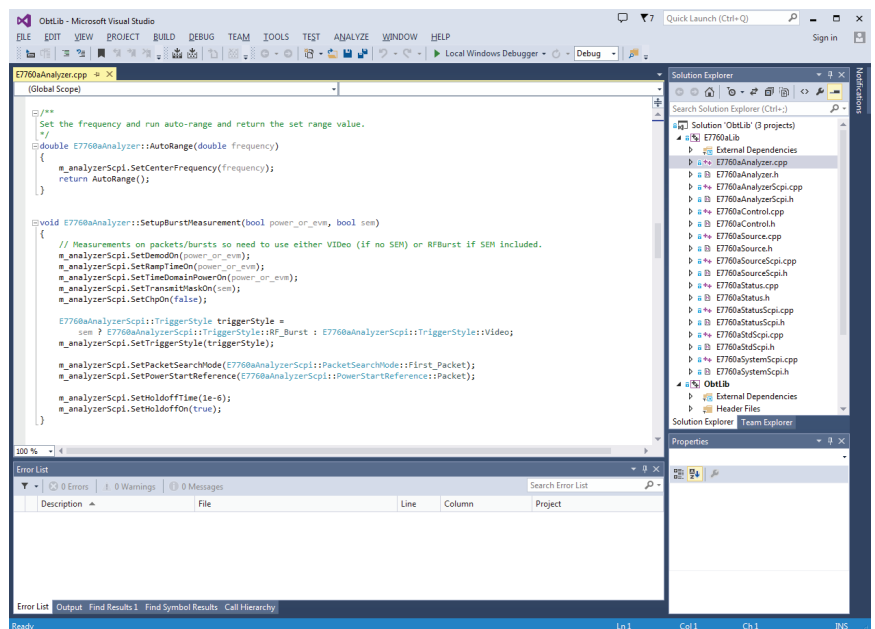 ObtLib - Microsoft Visual Studio
7
Quick Launch (Ctrl+Q)
FILE EDIT VIEW PROJECT BUILD DEBUG TEAM TOOLS TEST ANALYZE WINDOW HELP
Sign in
Local Windows Debugger
Debug
E7760aAnalyzer.cpp
(Global Scope)
/**
Set the frequency and run auto-range and return the set range value.
*/
double E7760aAnalyzer::AutoRange(double frequency)
{
m_analyzerScpi.SetCenterFrequency(frequency);
return AutoRange();
}
void E7760aAnalyzer::SetupBurstMeasurement(bool power_or_evm, bool sem)
{
// Measurements on packets/bursts so need to use either VIDeo (if no SEM) or RFBurst if SEM included.
m_analyzerScpi.SetDemodOn(power_or_evm);
m_analyzerScpi.SetRampTimeOn(power_or_evm);
m_analyzerScpi.SetTimeDomainPowerOn(power_or_evm);
m_analyzerScpi.SetTransmitMaskOn(sem);
m_analyzerScpi.SetChpOn(false);
E7760aAnalyzerScpi::TriggerStyle triggerStyle =
sem ? E7760aAnalyzerScpi::TriggerStyle::RF_Burst : E7760aAnalyzerScpi::TriggerStyle::Video;
m_analyzerScpi.SetTriggerStyle(triggerStyle);
m_analyzerScpi.SetPacketSearchMode(E7760aAnalyzerScpi::PacketSearchMode::First_Packet);
m_analyzerScpi.SetPowerStartReference(E7760aAnalyzerScpi::PowerStartReference::Packet);
m_analyzerScpi.SetHoldoffTime(1e-6);
m_analyzerScpi.SetHoldoffOn(true);
}
100 %
Solution Explorer
Search Solution Explorer (Ctrl+;)
Solution 'ObtLib' (3 projects)
E7760aLib
External Dependencies
E7760aAnalyzer.cpp
E7760aAnalyzer.h
E7760aAnalyzerScpi.cpp
E7760aAnalyzerScpi.h
E7760aControl.cpp
E7760aControl.h
E7760aSource.cpp
E7760aSource.h
E7760aSourceScpi.cpp
E7760aSourceScpi.h
E7760aStatus.cpp
E7760aStatus.h
E7760aStatusScpi.cpp
E7760aStatusScpi.h
E7760aStdScpi.cpp
E7760aStdScpi.h
E7760aSystemScpi.cpp
E7760aSystemScpi.h
ObtLib
External Dependencies
Header Files
Solution Explorer Team Explorer
Notifications
Properties
Error List
0 Errors 0 Warnings 0 Messages
Search Error List
Description File Line Column Project
Error List Output Find Results 1 Find Symbol Results Call Hierarchy
Ready Ln 1 Col 1 Ch 1 INS